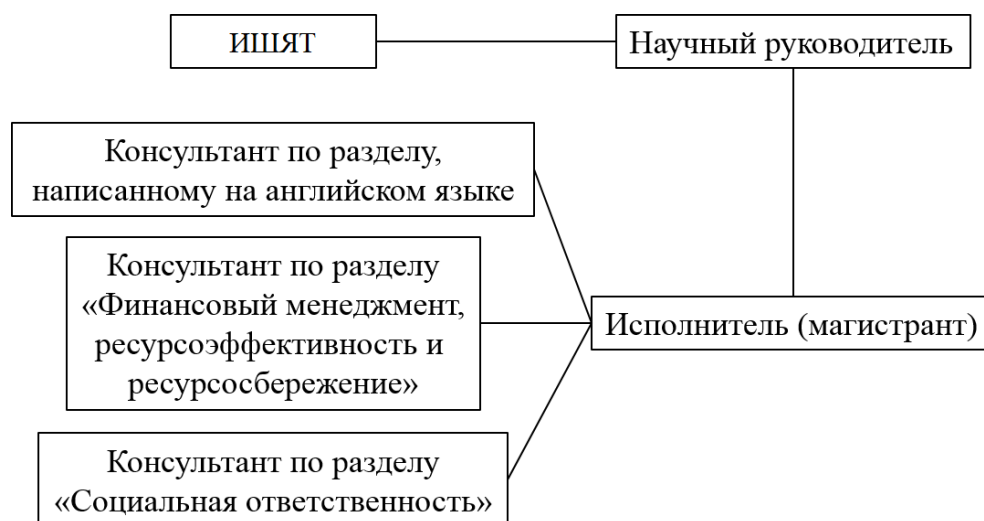 ИШЯТ
Научный руководитель
Консультант по разделу,
написанному на английском языке
Консультант по разделу
«Финансовый менеджмент,
ресурсоэффективность и
ресурсосбережение»
Исполнитель (магистрант)
Консультант по разделу
«Социальная ответственность»